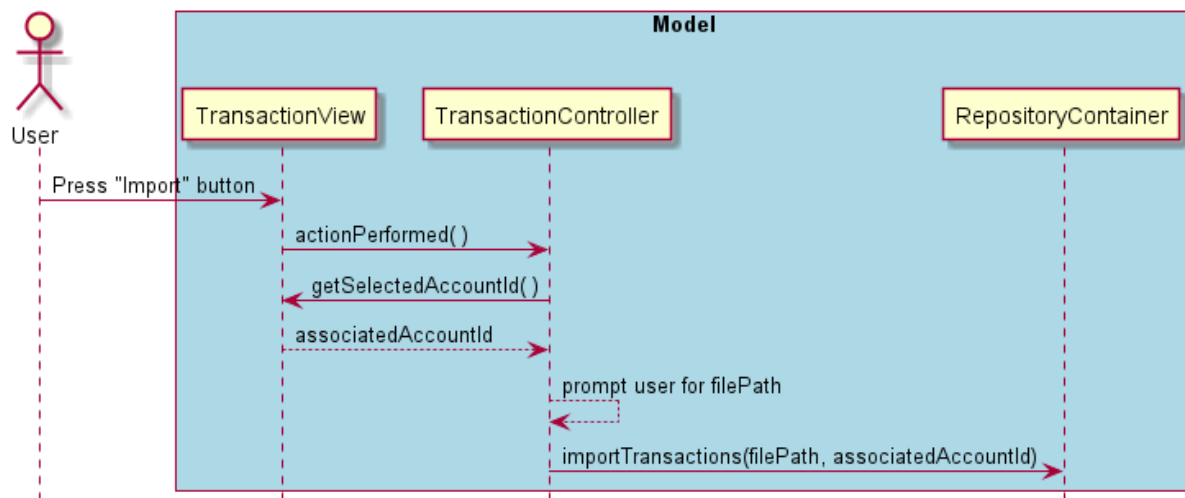 Model
User
TransactionView
TransactionController
RepositoryContainer
Press "Import" button
actionPerformed( )
getSelectedAccountId( )
associatedAccountId
prompt user for filePath
importTransactions(filePath, associatedAccountId)